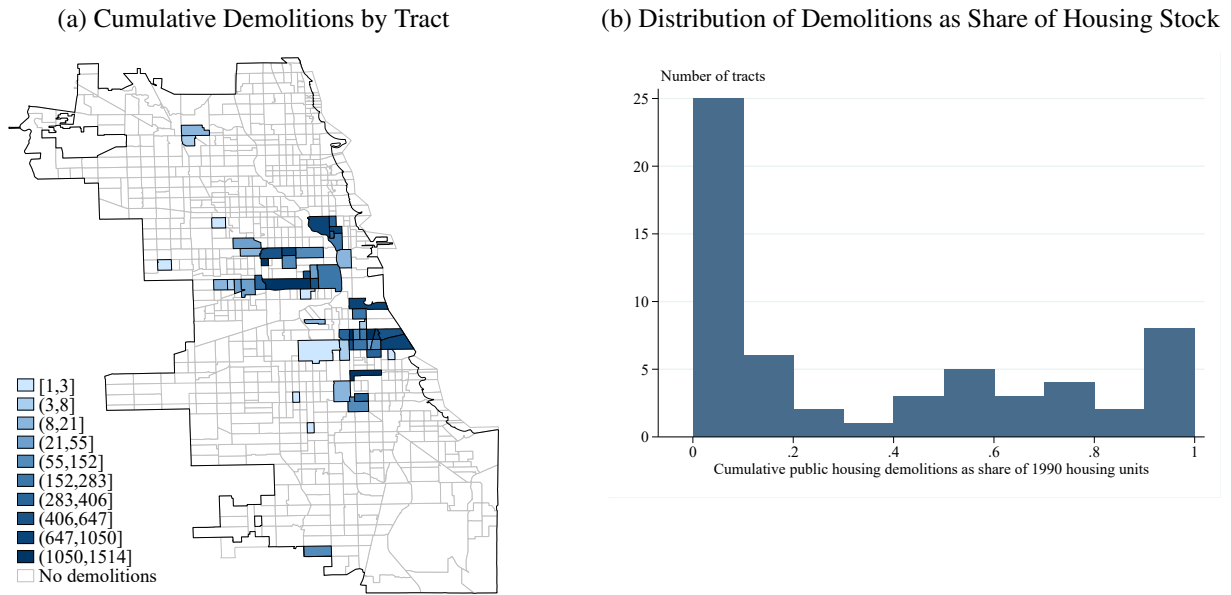 (a) Cumulative Demolitions by Tract
[1,3]
(3,8]
(8,21]
(21,55]
(55,152]
(152,283]
(283,406]
(406,647]
(647,1050]
(1050,1514]
No demolitions
(b) Distribution of Demolitions as Share of Housing Stock
Number of tracts
25
20
15
10
5
0
0 .2 .4 .6 .8 1
Cumulative public housing demolitions as share of 1990 housing units